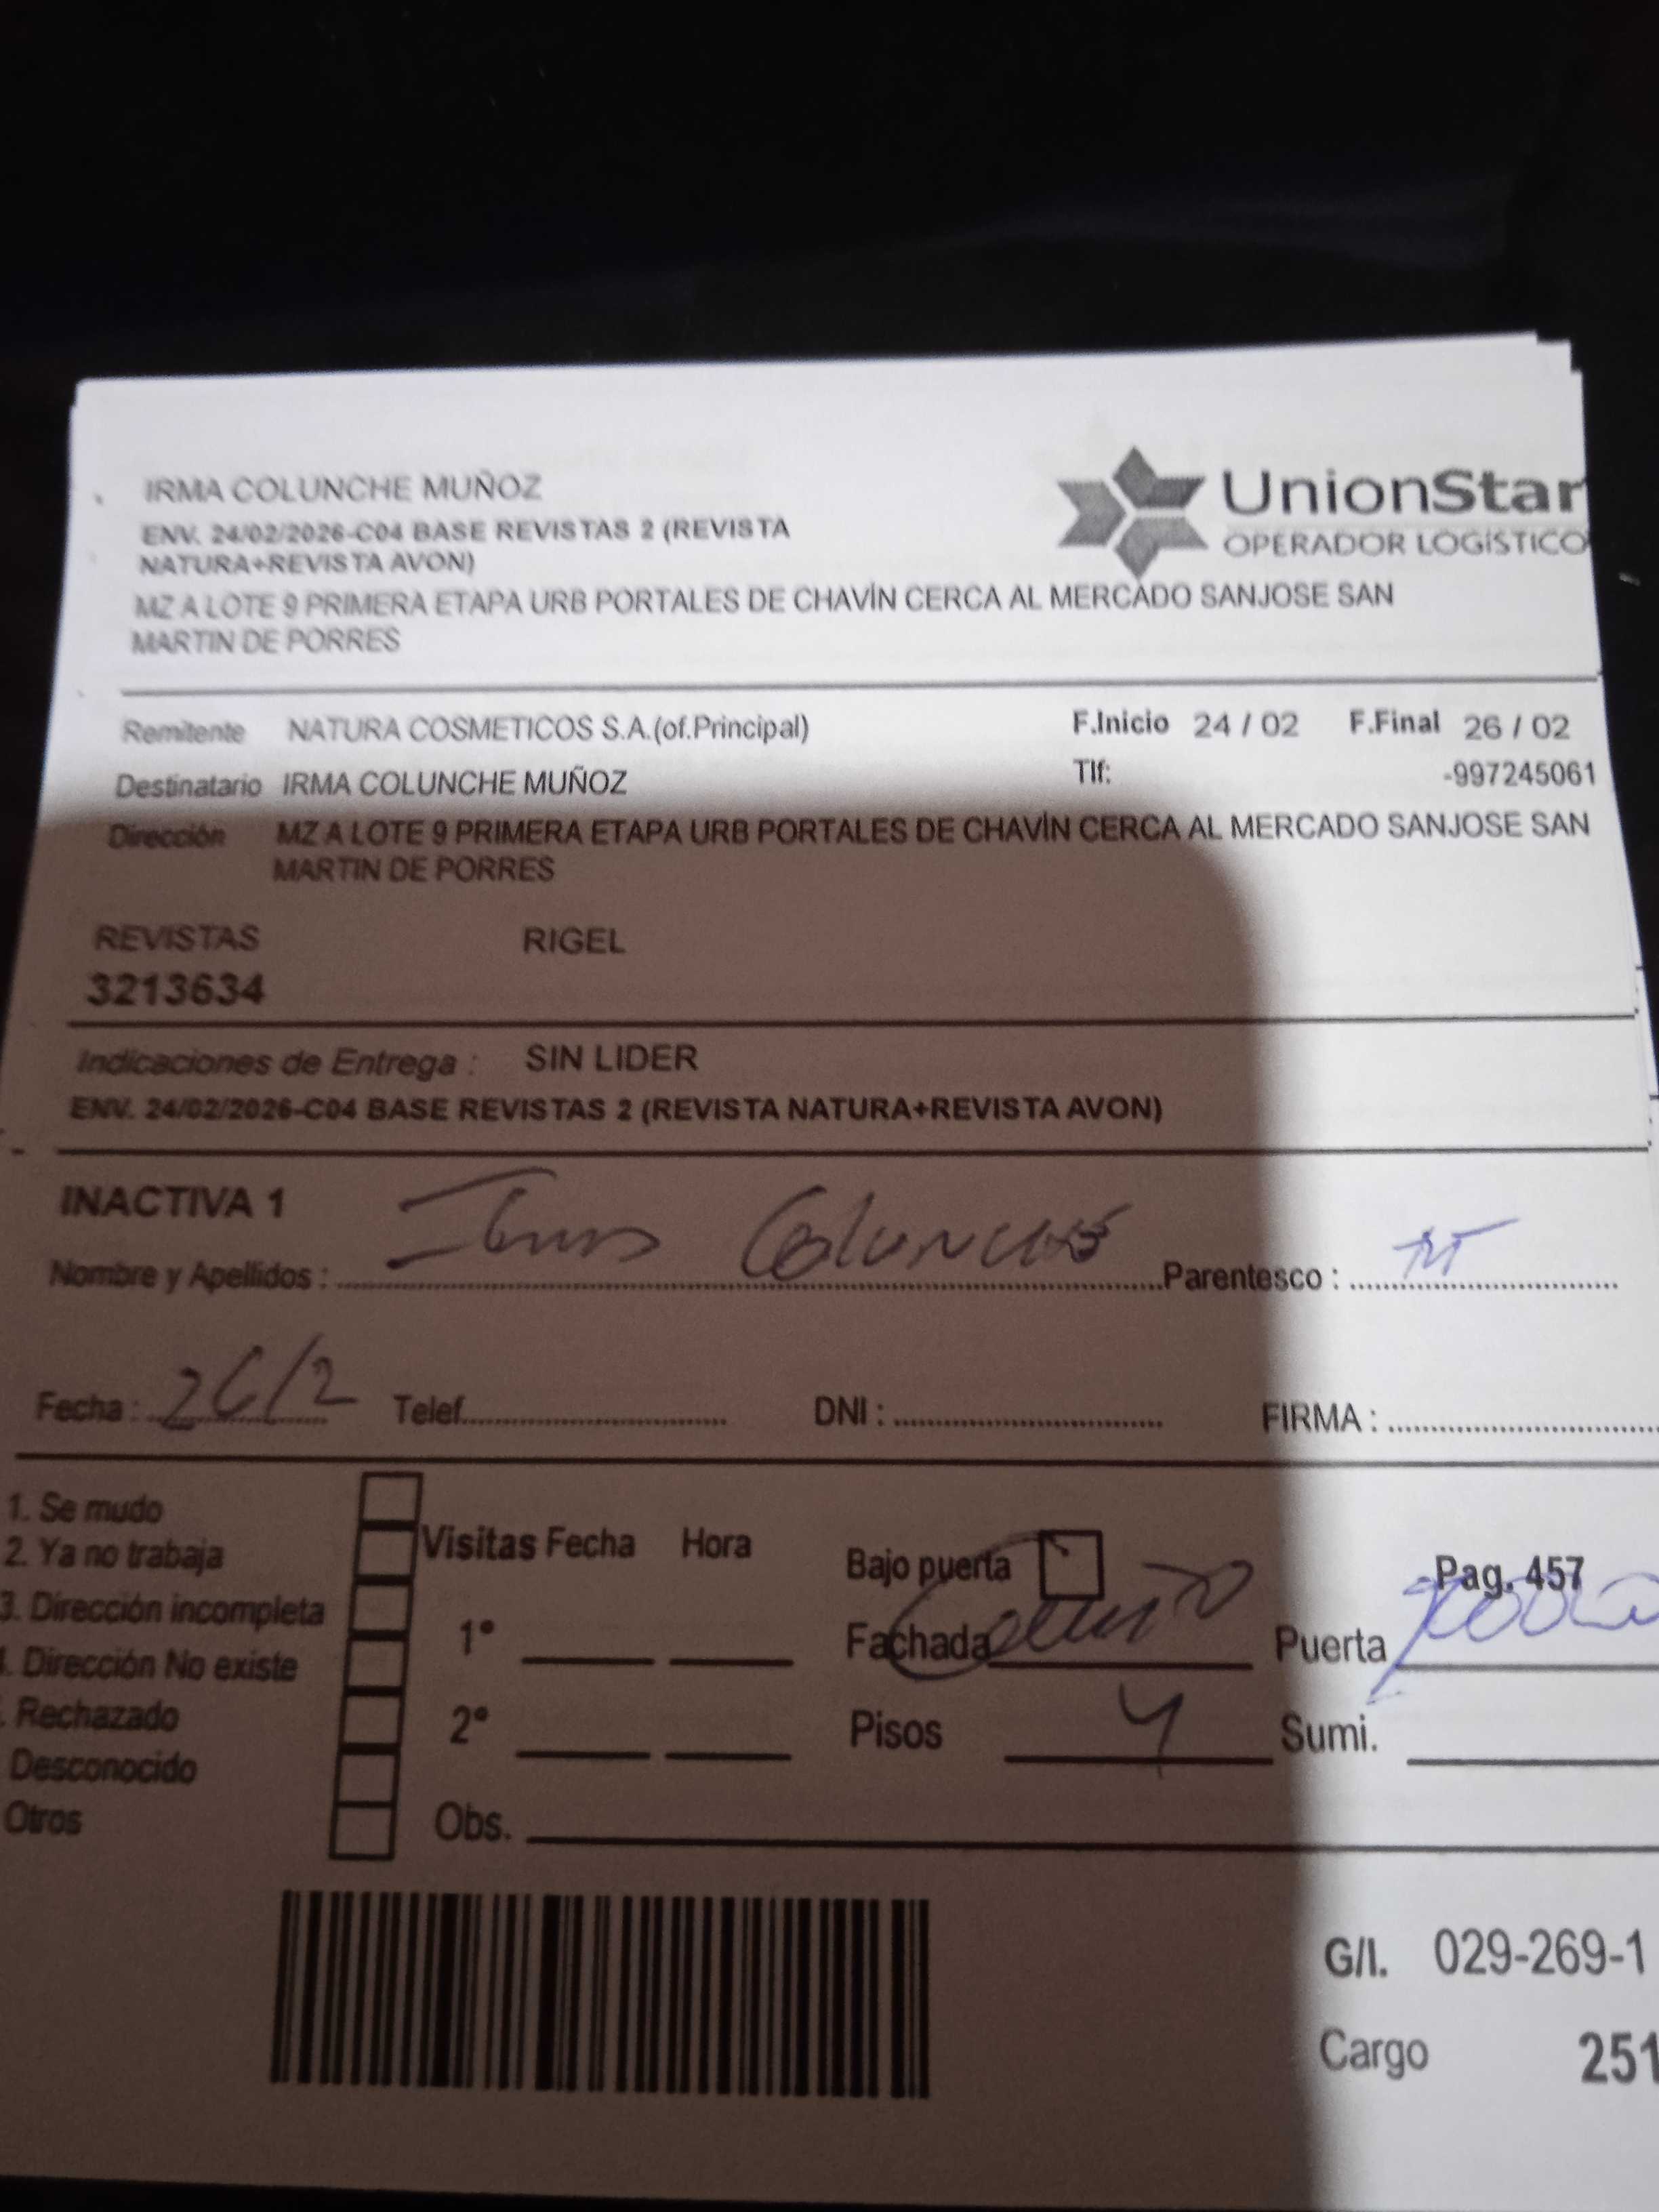 IRMA COLUNCHE MUÑOZ
ENV. 24/02/2026-C04 BASE REVISTAS 2 (REVISTA
NATURA+REVISTA AVON)
UnionStar
OPERADOR LOGÍSTICO
MZ A LOTE 9 PRIMERA ETAPA URB PORTALES DE CHAVÍN CERCA AL MERCADO SANJOSE SAN
MARTIN DE PORRES
Remitente NATURA COSMETICOS S.A.(of.Principal) F.Inicio 24 / 02 F.Final 26 / 02
Destinatario IRMA COLUNCHE MUÑOZ Tlf: -997245061
Dirección MZ A LOTE 9 PRIMERA ETAPA URB PORTALES DE CHAVÍN CERCA AL MERCADO SANJOSE SAN
MARTIN DE PORRES
REVISTAS RIGEL
3213634
Indicaciones de Entrega : SIN LIDER
ENV. 24/02/2026-C04 BASE REVISTAS 2 (REVISTA NATURA+REVISTA AVON)
INACTIVA 1
Nombre y Apellidos : Parentesco : TIT
Fecha : 26/2 Telef. DNI : FIRMA :
1. Se mudo
2. Ya no trabaja
3. Dirección incompleta
. Dirección No existe
. Rechazado
Desconocido
Otros
Visitas Fecha Hora
1°
2°
Obs.
Bajo puerta
-Pag. 457
Fachada Puerta
Pisos 4 Sumi.
G/I. 029-269-1
Cargo 251